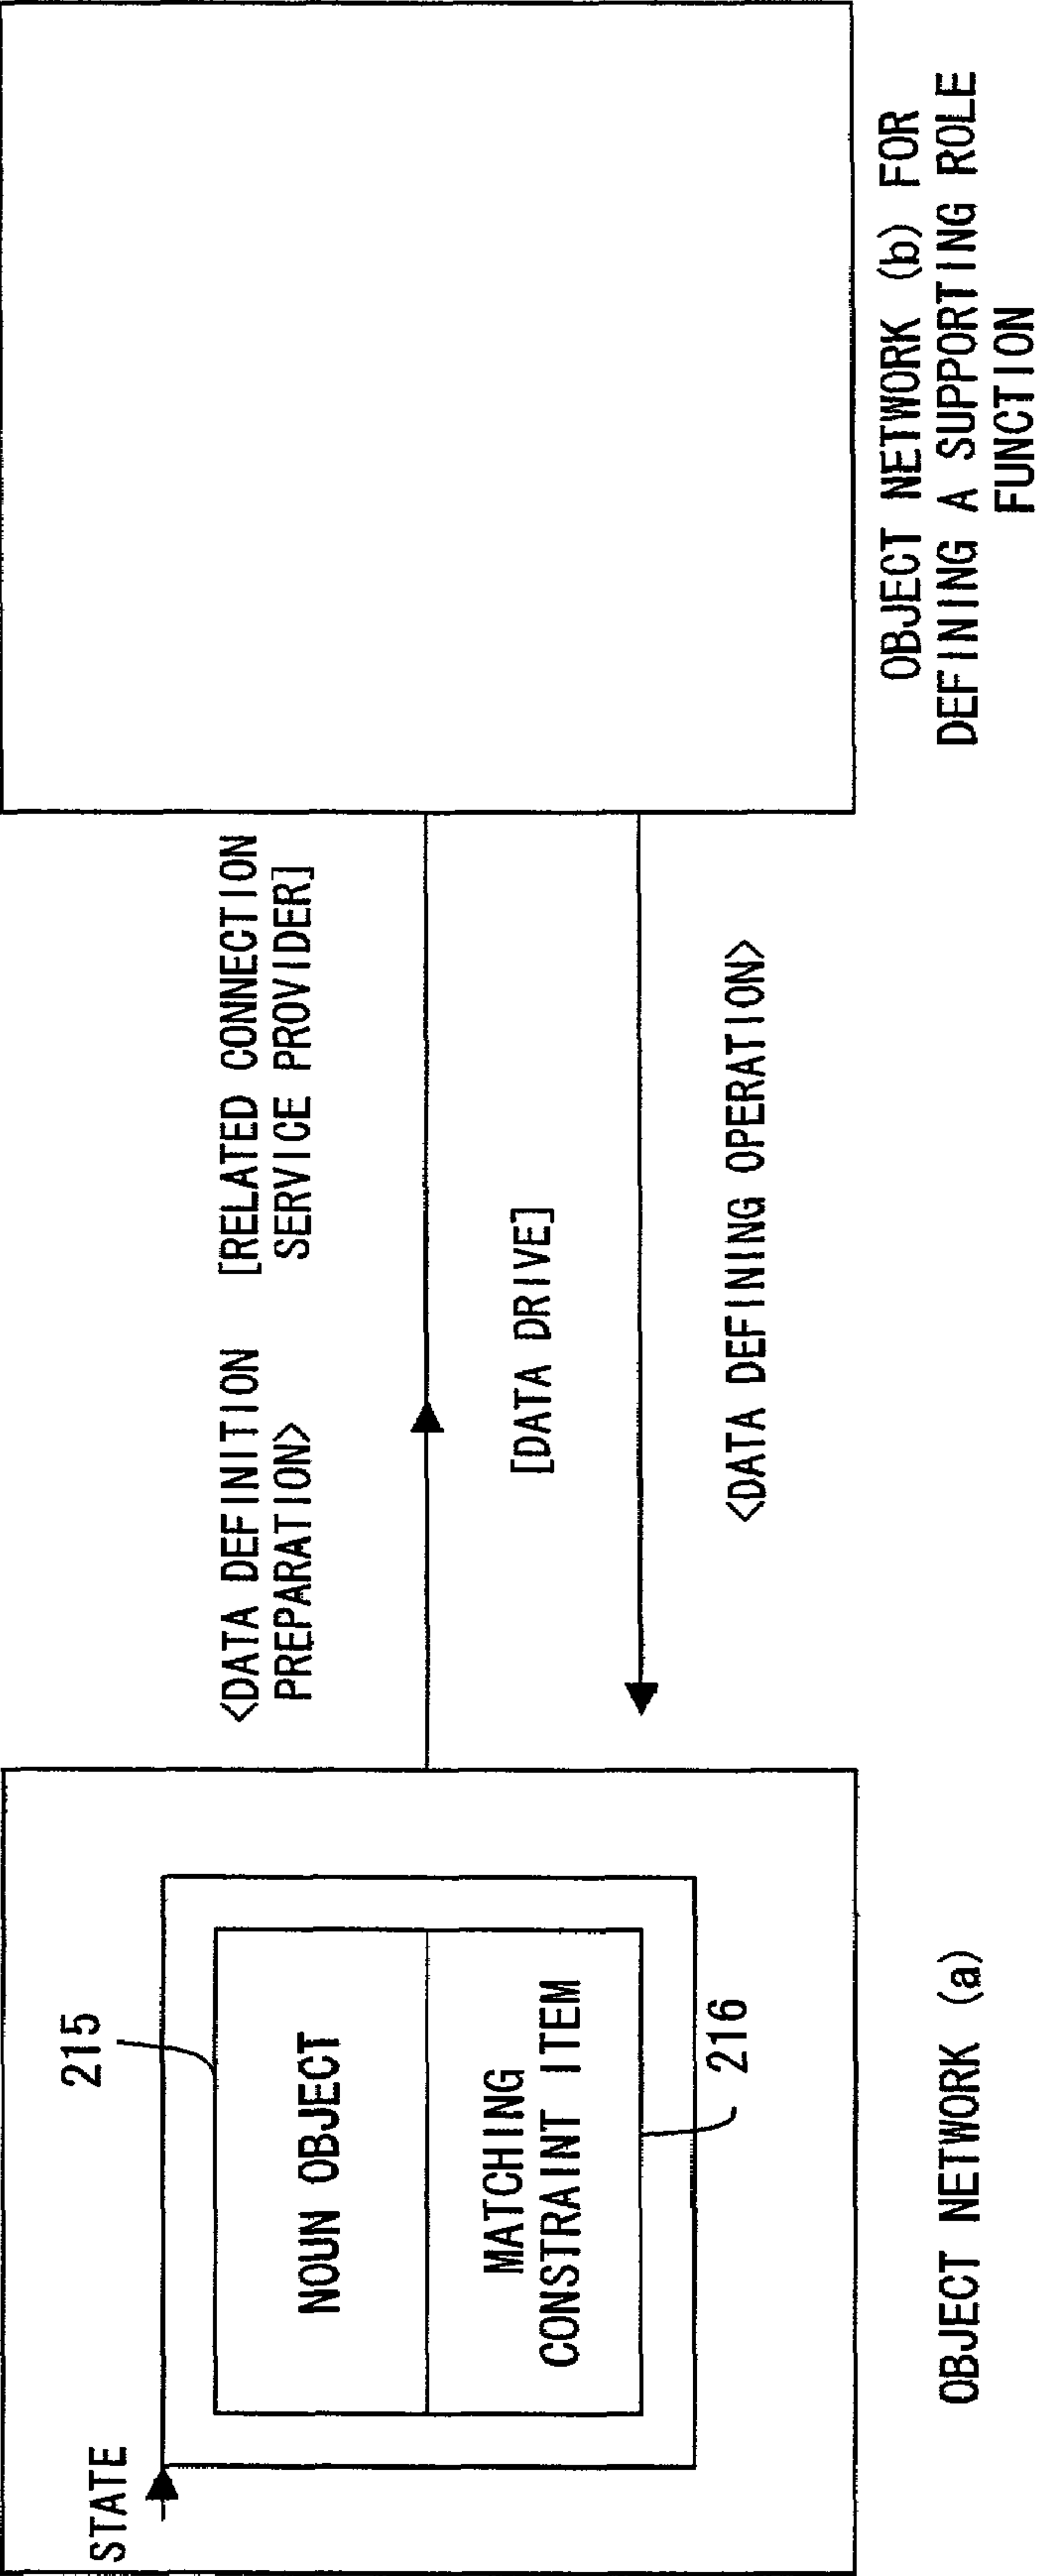 STATE
215
NOUN OBJECT
MATCHING
CONSTRAINT ITEM
216
OBJECT NETWORK (a)
<DATA DEFINITION
PREPARATION>
[RELATED CONNECTION
SERVICE PROVIDER]
[DATA DRIVE]
<DATA DEFINING OPERATION>
OBJECT NETWORK (b) FOR
DEFINING A SUPPORTING ROLE
FUNCTION